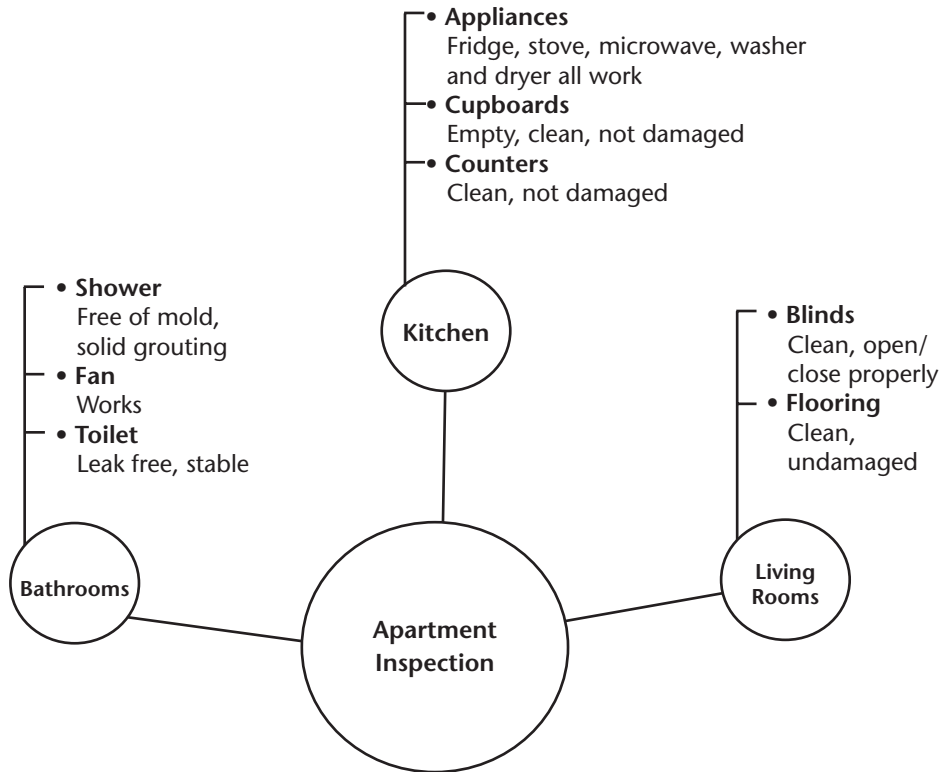 • Appliances
Fridge, stove, microwave, washer
and dryer all work
• Cupboards
Empty, clean, not damaged
• Counters
Clean, not damaged
Kitchen
• Shower
Free of mold,
solid grouting
• Fan
Works
• Toilet
Leak free, stable
Bathrooms
• Blinds
Clean, open/
close properly
• Flooring
Clean,
undamaged
Living
Rooms
Apartment
Inspection